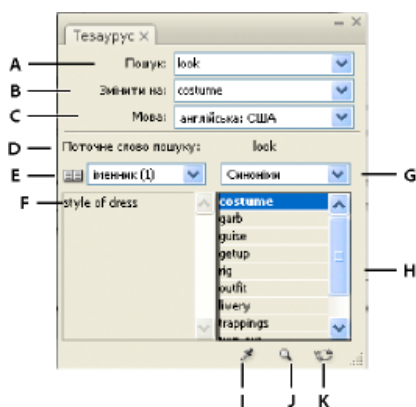 Тезаурус ×
A Пошук: look
B Змінити на: costume
C Мова: англійська: США
D Поточне слово пошуку: look
E іменник (1) Синоніми G
F style of dress costume
garb
guise
getup H
rig
outfit
livery
trappings
I J K